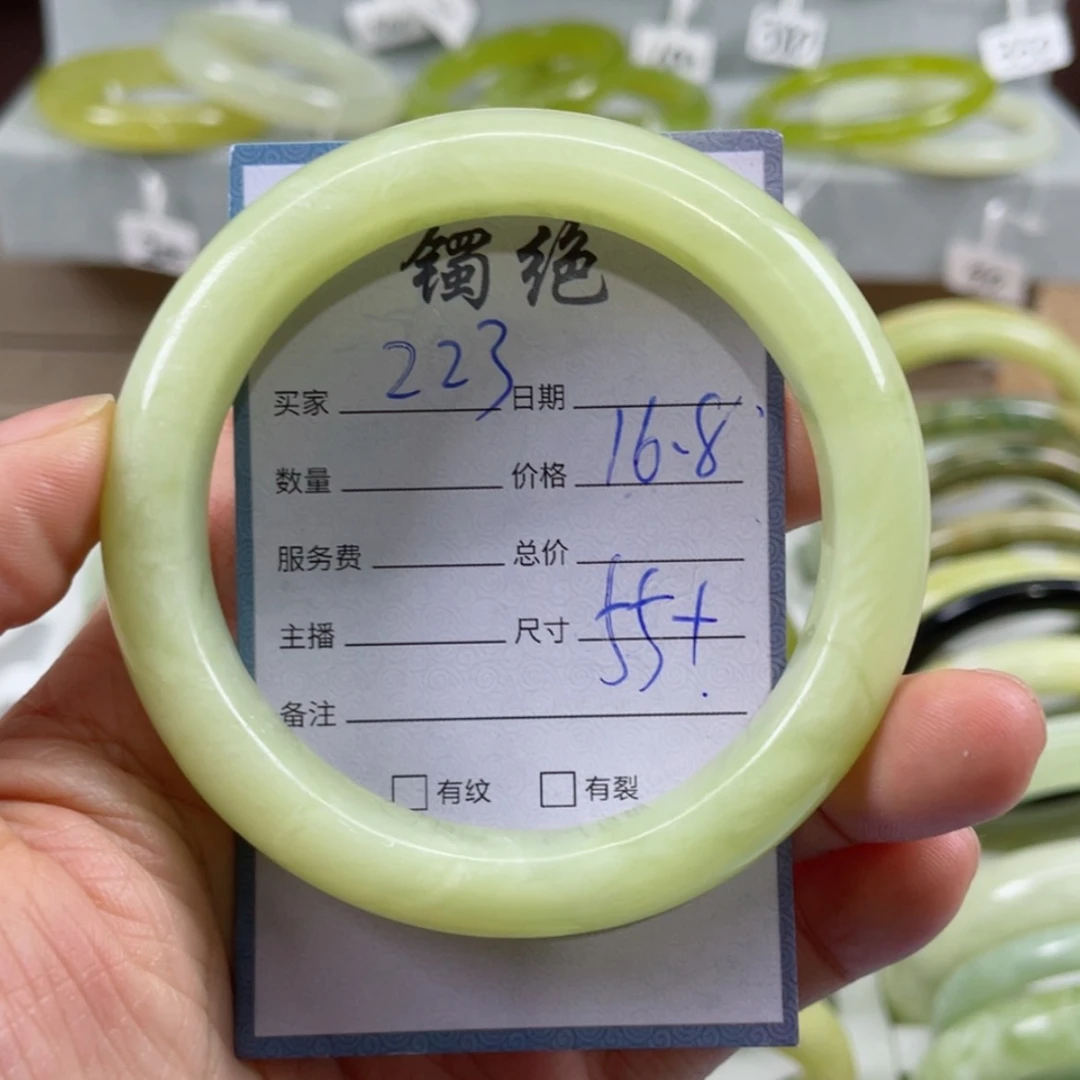 镯绝
买家 223 日期
数量 价格 16.8
服务费 总价
主播 尺寸 55+
备注
□有纹 □有裂